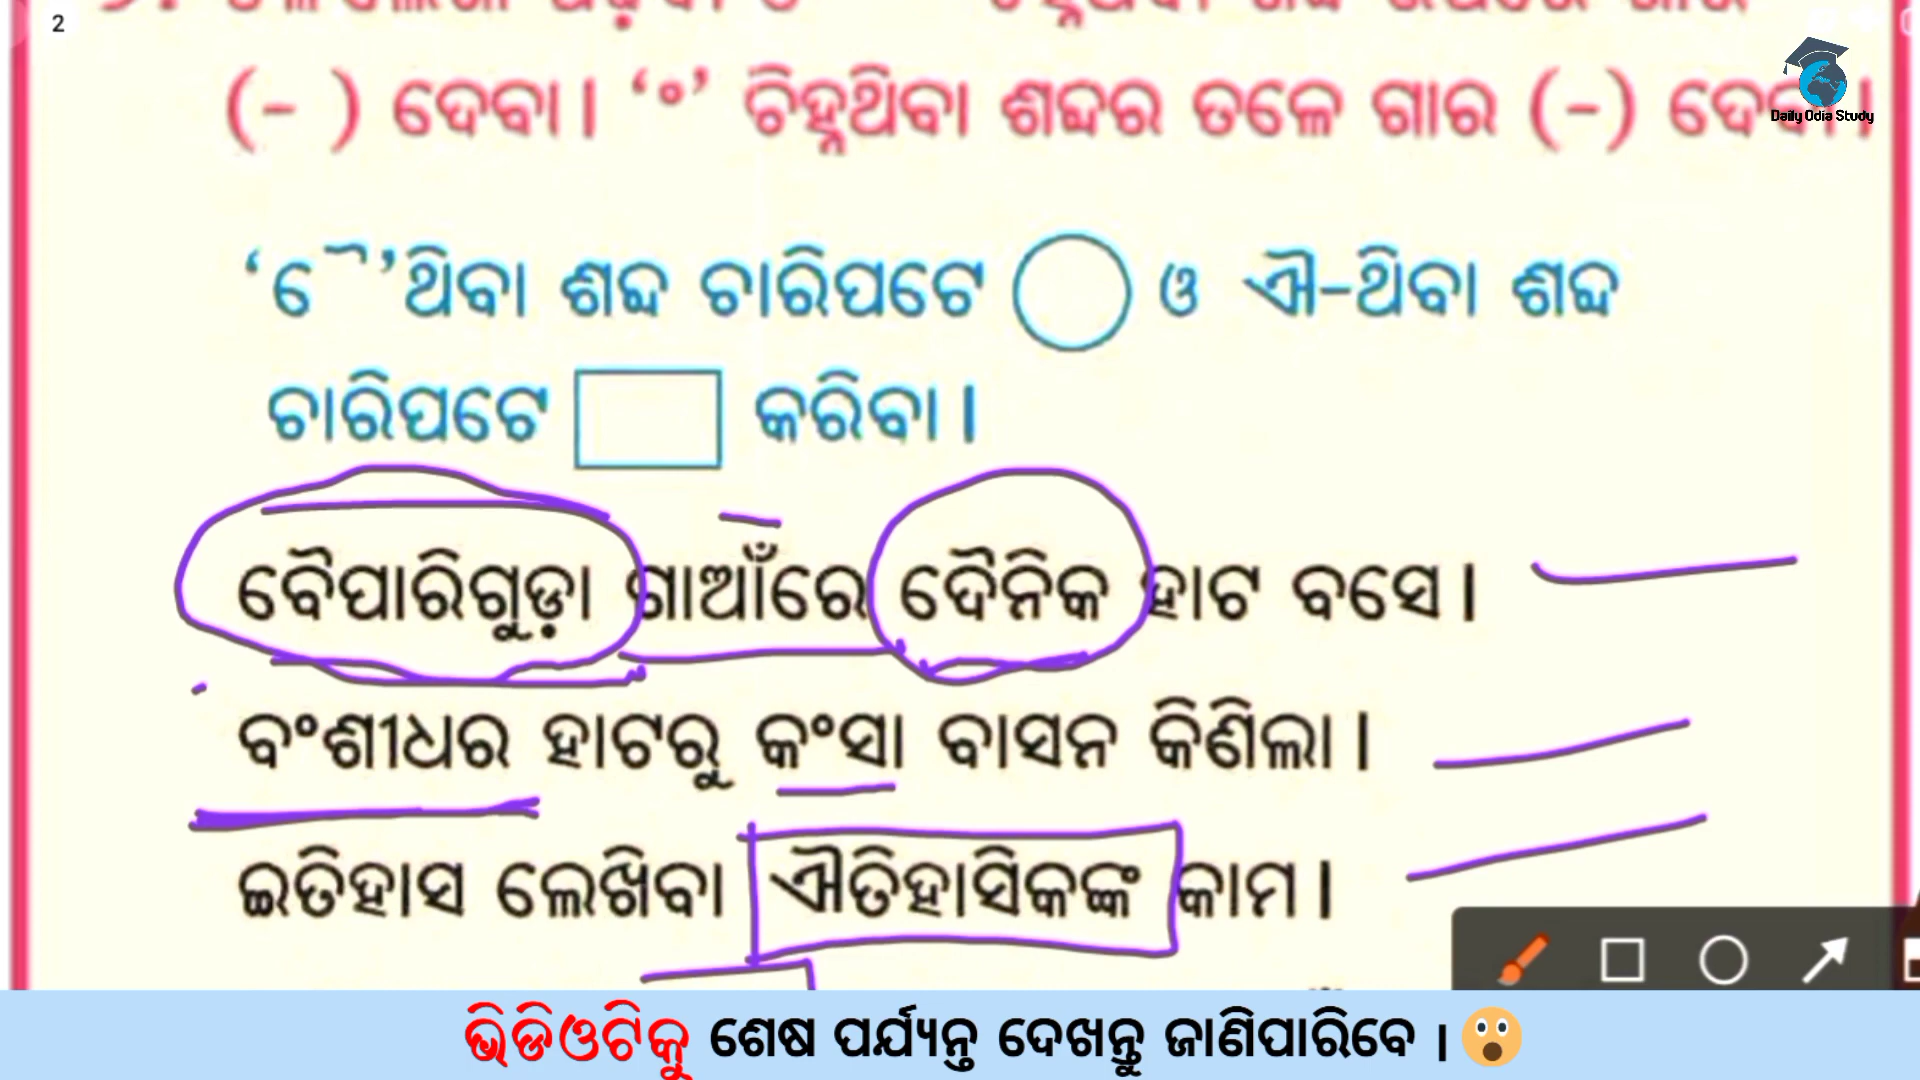 2
(- ) ଦେବା। ‘ଂ’ ଚିହ୍ନଥିବା ଶବ୍ଦର ତଳେ ଗାର (-) ଦେବା।
Daily Odia Study
‘ୈ’ଥିବା ଶବ୍ଦ ଚାରିପଟେ ଓ ଐ-ଥିବା ଶବ୍ଦ
ଚାରିପଟେ କରିବା।
ବୈପାରିଗୁଡ଼ା ଗାଆଁରେ ଦୈନିକ ହାଟ ବସେ।
ବଂଶୀଧର ହାଟରୁ କଂସା ବାସନ କିଣିଲା।
ଇତିହାସ ଲେଖିବା ଐତିହାସିକଙ୍କ କାମ।
ଭିଡିଓଟିକୁ ଶେଷ ପର୍ଯ୍ୟନ୍ତ ଦେଖନ୍ତୁ ଜାଣିପାରିବେ ।